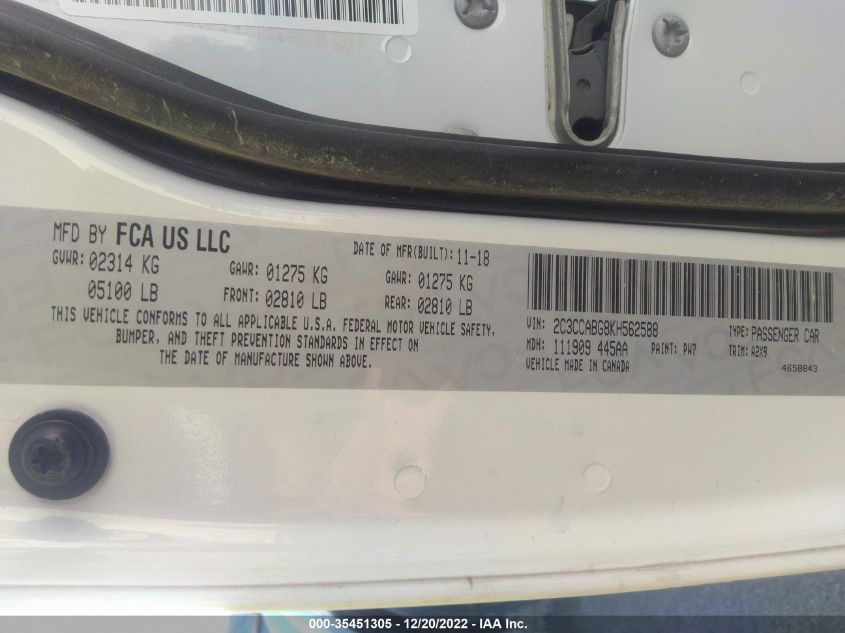 MFD BY FCA US LLC
DATE OF MFR(BUILT): 11-18
GVWR: 02314 KG
GAWR: 01275 KG
GAWR: 01275 KG
05100 LB
FRONT: 02810 LB
REAR: 02810 LB
THIS VEHICLE CONFORMS TO ALL APPLICABLE U.S.A. FEDERAL MOTOR VEHICLE SAFETY,
BUMPER, AND THEFT PREVENTION STANDARDS IN EFFECT ON
THE DATE OF MANUFACTURE SHOWN ABOVE.
VIN: 2C3CCABG8KH562588
TYPE: PASSENGER CAR
MDH: 111909 445AA
PAINT: PW7
TRIM: A2X9
VEHICLE MADE IN CANADA
4658843
000-35451305 - 12/20/2022 - IAA Inc.